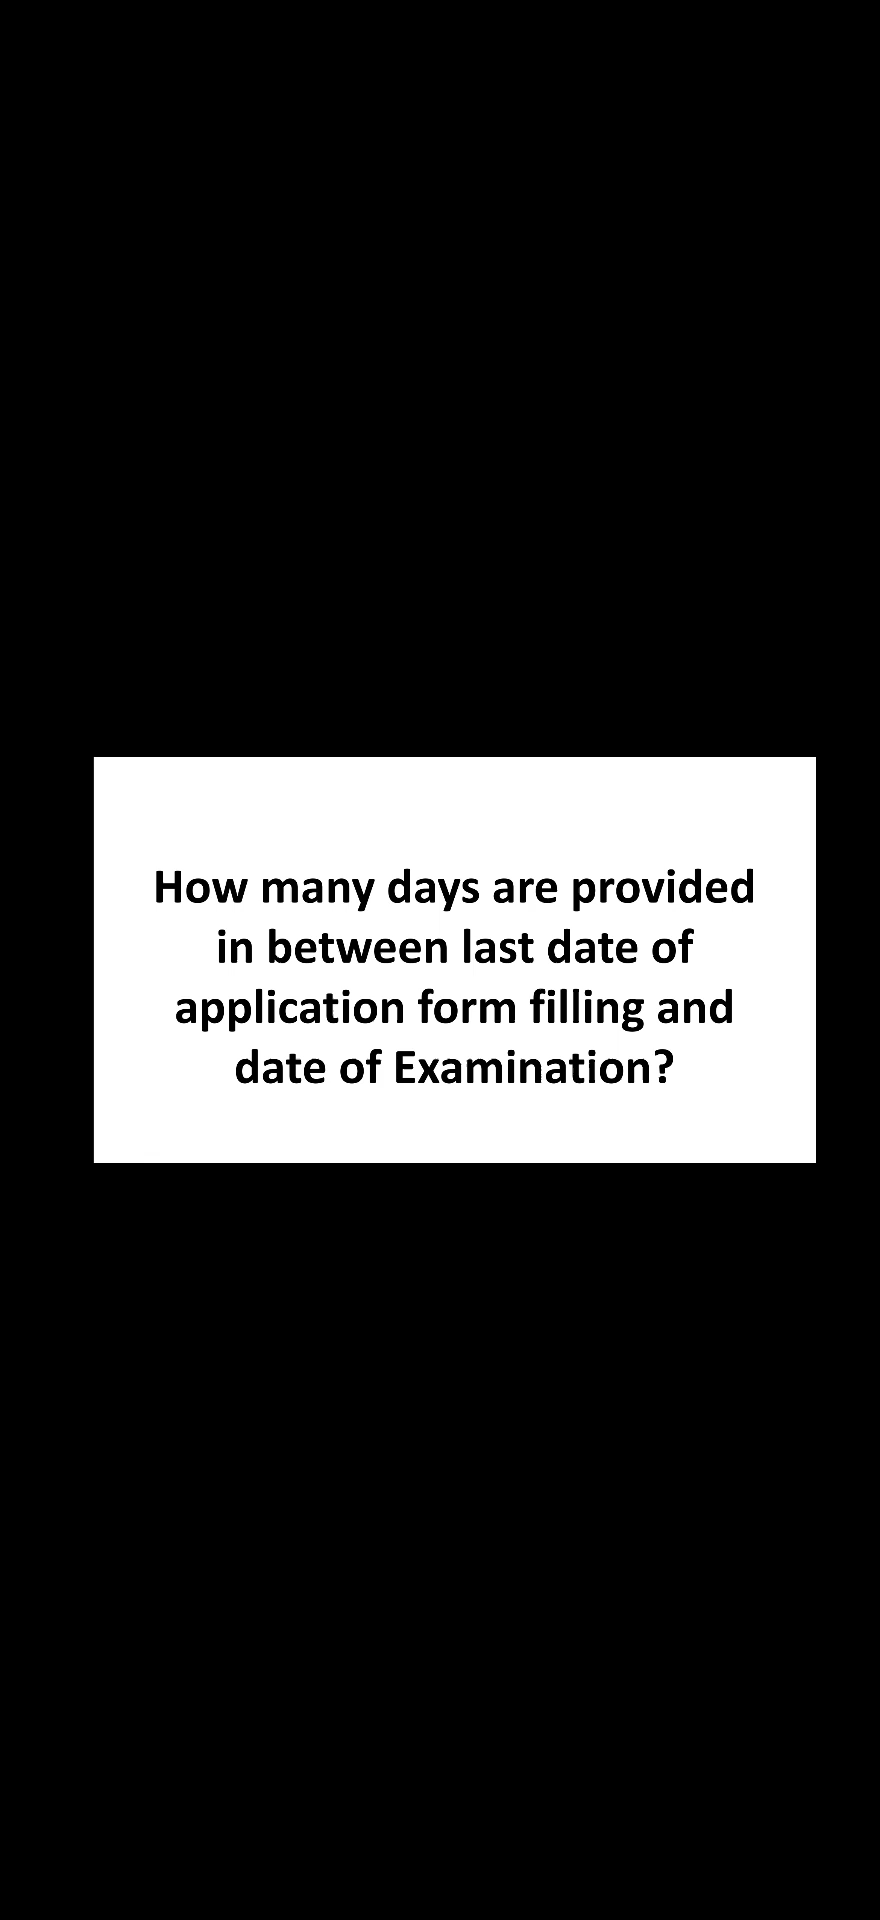 How many days are provided
in between last date of
application form filling and
date of Examination?